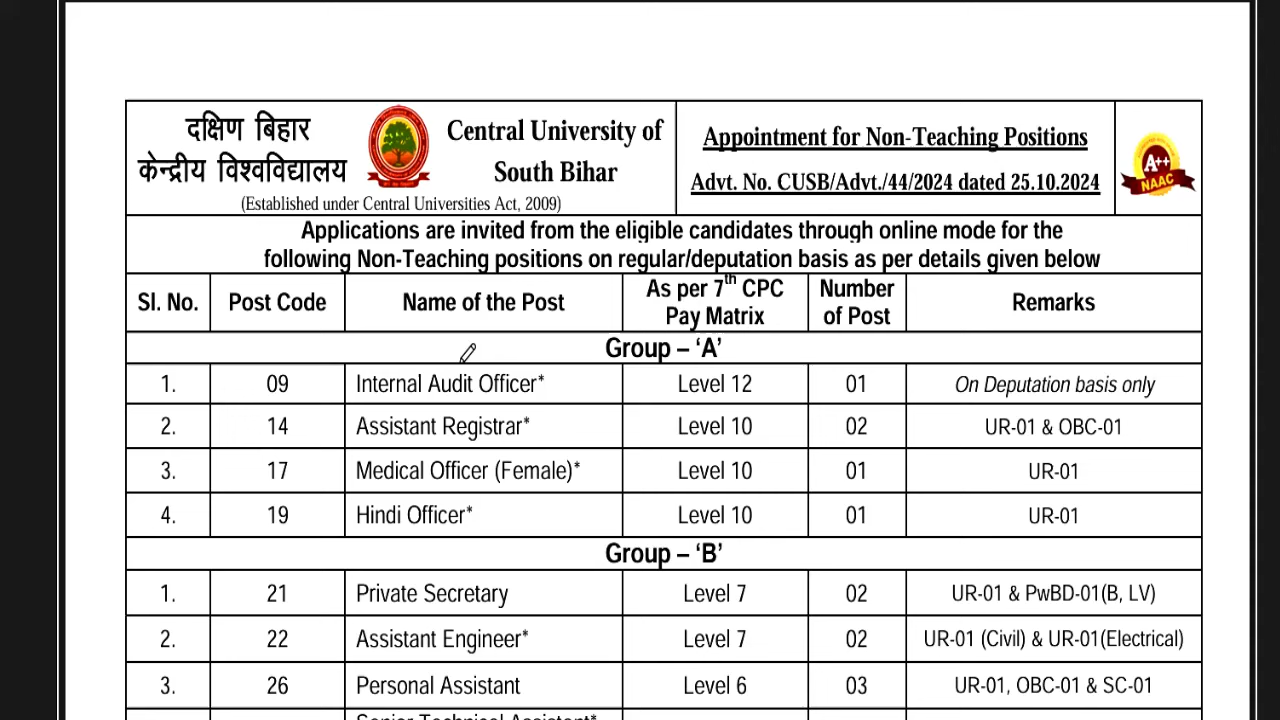 दक्षिण बिहार
केन्द्रीय विश्वविद्यालय
Central University of
South Bihar
(Established under Central Universities Act, 2009)
Appointment for Non-Teaching Positions
Advt. No. CUSB/Advt./44/2024 dated 25.10.2024
A++
NAAC
Applications are invited from the eligible candidates through online mode for the
following Non-Teaching positions on regular/deputation basis as per details given below
Sl. No. Post Code Name of the Post As per 7th CPC Pay Matrix Number of Post Remarks
Group – ‘A’
1. 09 Internal Audit Officer* Level 12 01 On Deputation basis only
2. 14 Assistant Registrar* Level 10 02 UR-01 & OBC-01
3. 17 Medical Officer (Female)* Level 10 01 UR-01
4. 19 Hindi Officer* Level 10 01 UR-01
Group – ‘B’
1. 21 Private Secretary Level 7 02 UR-01 & PwBD-01(B, LV)
2. 22 Assistant Engineer* Level 7 02 UR-01 (Civil) & UR-01(Electrical)
3. 26 Personal Assistant Level 6 03 UR-01, OBC-01 & SC-01
Senior Technical Assistant*